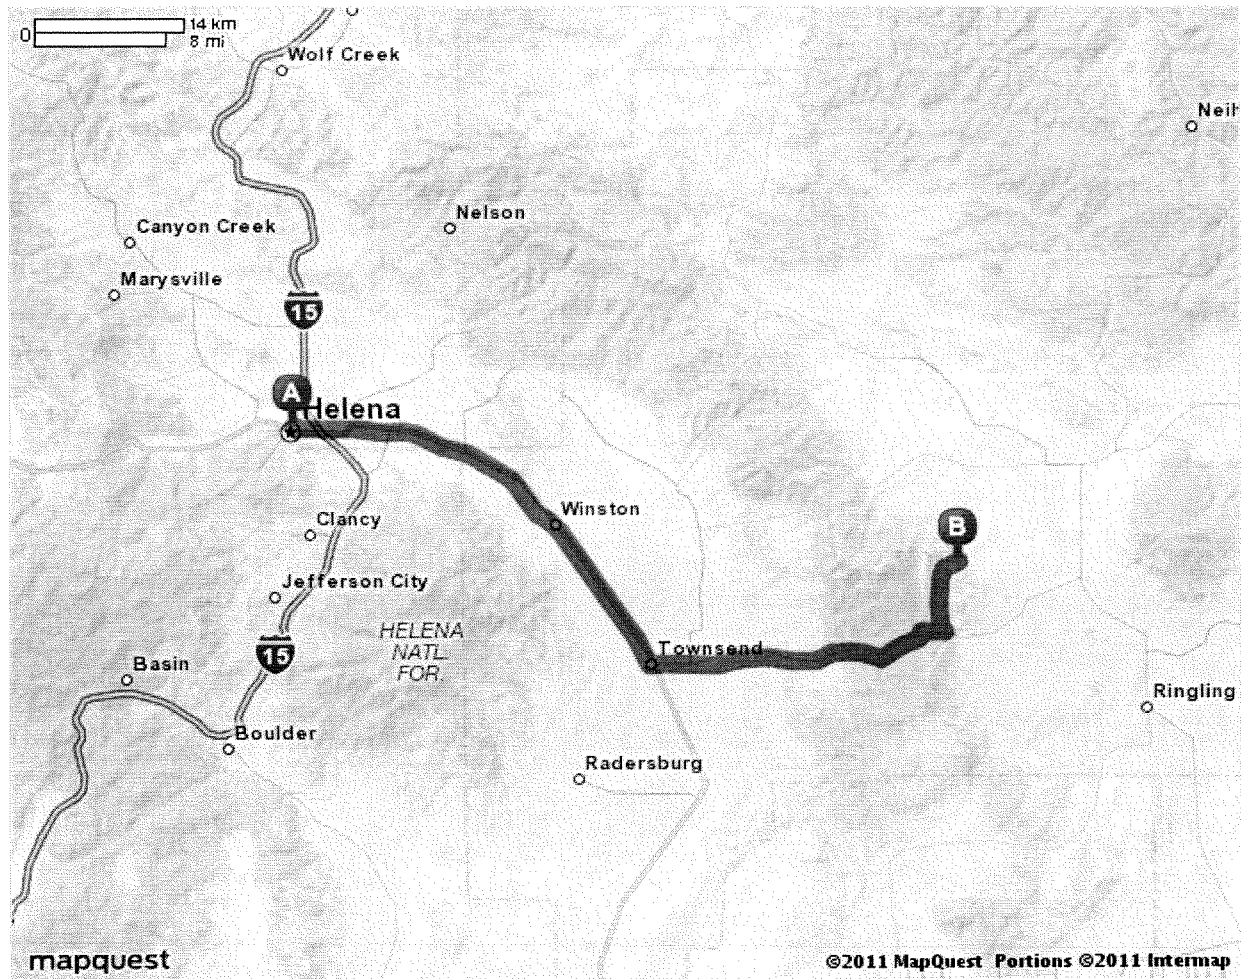 0
14 km
8 mi
Wolf Creek
Neih
Nelson
Canyon Creek
Marysville
15
A
Helena
Winston
B
Clancy
Jefferson City
HELENA
NATL.
FOR.
15
Townsend
Basin
Ringling
Boulder
Radersburg
mapquest
©2011 MapQuest Portions ©2011 Intermap